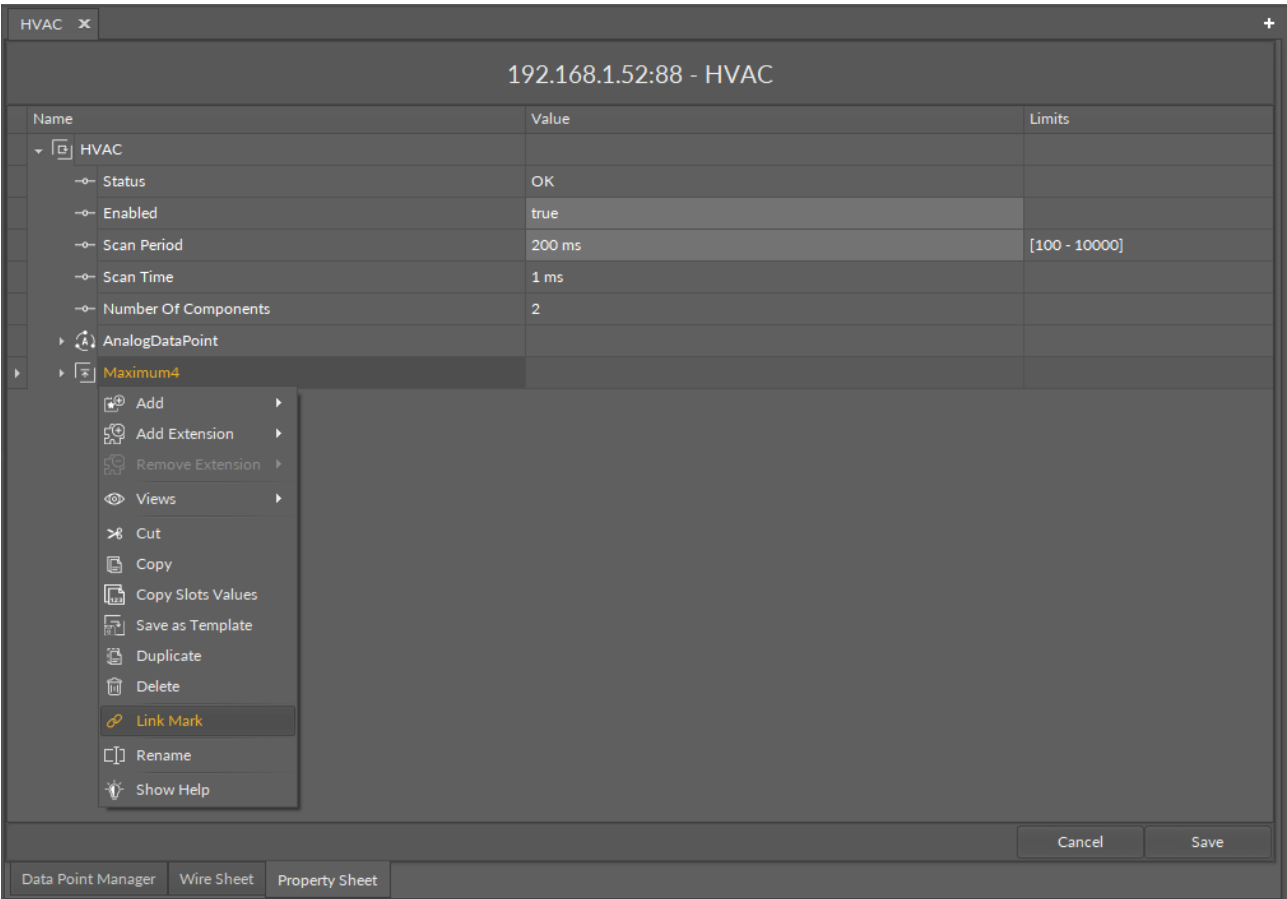 HVAC
192.168.1.52:88 - HVAC
Name Value Limits
HVAC
Status OK
Enabled true
Scan Period 200 ms [100 - 10000]
Scan Time 1 ms
Number Of Components 2
AnalogDataPoint
Maximum4
Add
Add Extension
Remove Extension
Views
Cut
Copy
Copy Slots Values
Save as Template
Duplicate
Delete
Link Mark
Rename
Show Help
Cancel Save
Data Point Manager Wire Sheet Property Sheet